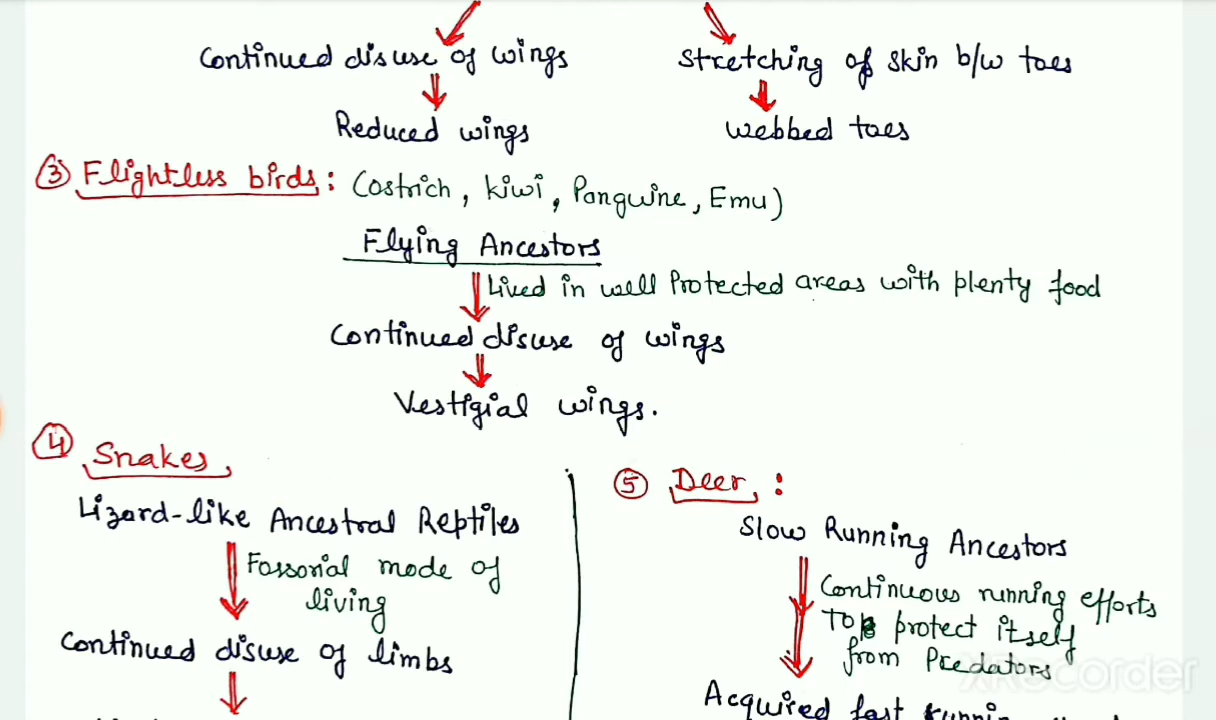 Continued disuse of wings
Stretching of skin b/w toes
Reduced wings
webbed toes
③ Flightless birds: (ostrich, kiwi, Panguine, Emu)
Flying Ancestors
Lived in well Protected areas with plenty food
Continued disuse of wings
Vestigial wings.
④ Snakes
Lizard-like Ancestral Reptiles
Fossorial mode of
living
Continued disuse of limbs
⑤ Deer :
Slow Running Ancestors
Continuous running efforts
To protect itself
from Predators
Acquired fast
XRecorder